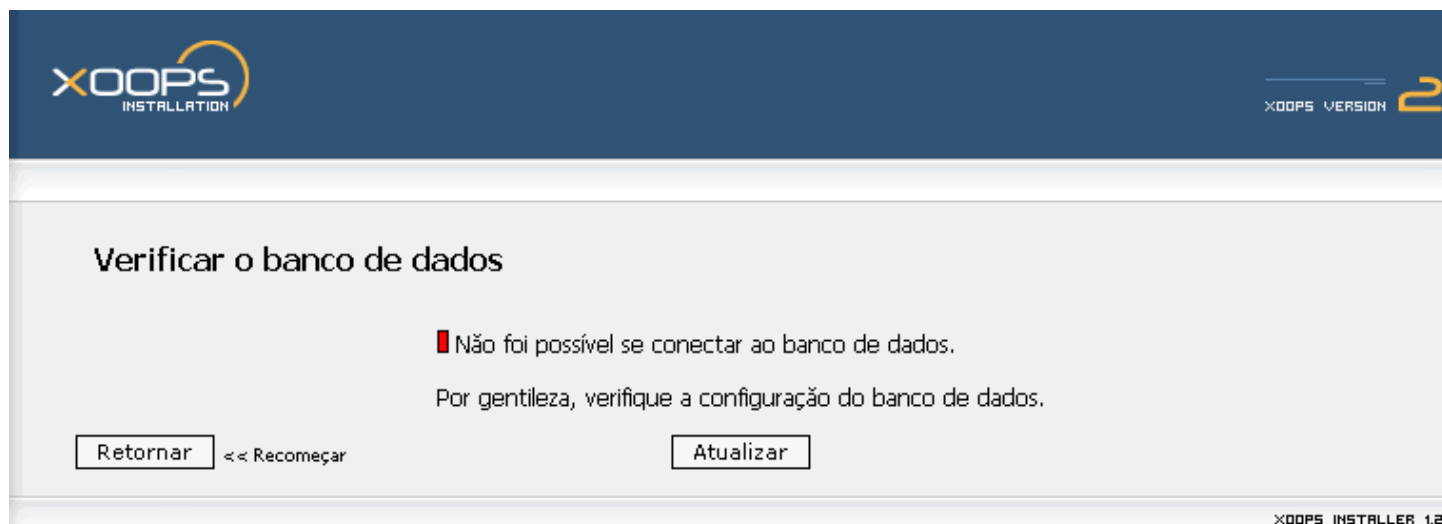 XOOPS
INSTALLATION
XOOPS VERSION 2
Verificar o banco de dados
Não foi possível se conectar ao banco de dados.
Por gentileza, verifique a configuração do banco de dados.
Retornar << Recomeçar Atualizar
XOOPS INSTALLER 1.2